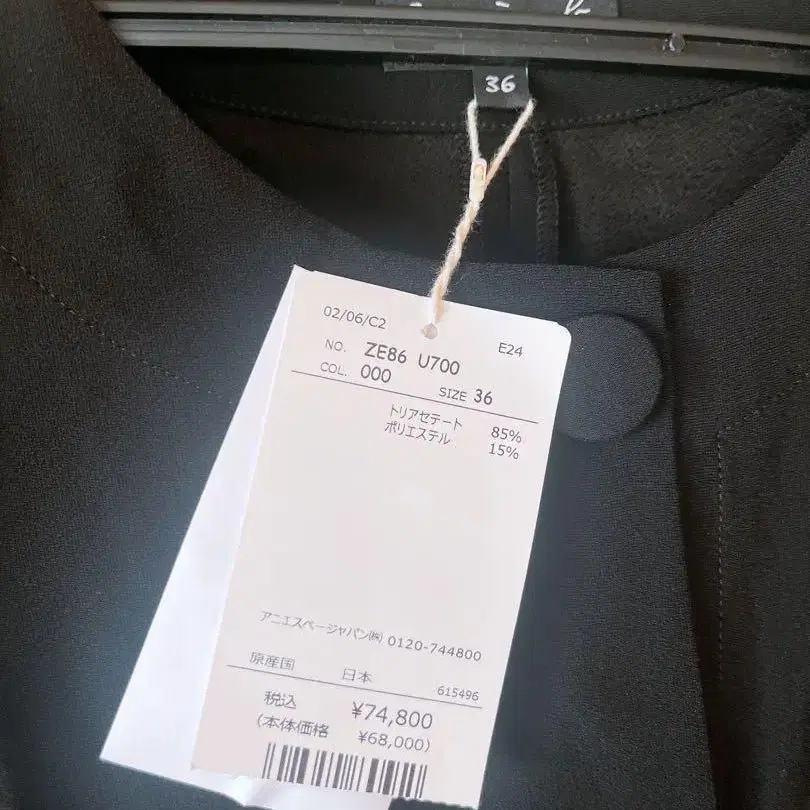 36
02/06/C2
E24
NO. ZE86 U700
COL. 000
SIZE 36
トリアセテート 85%
ポリエステル 15%
アニエスベージャパン㈱ 0120-744800
原産国 日本
615496
税込 ¥74,800
(本体価格 ¥68,000)